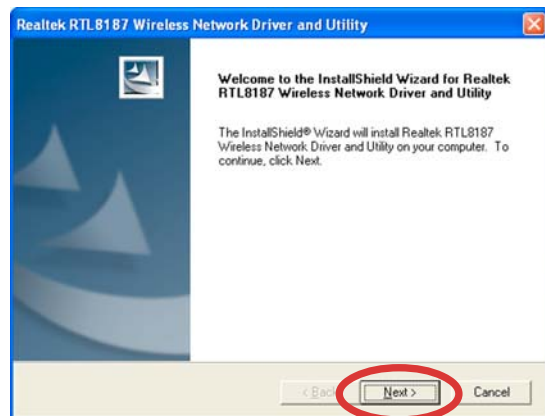 Realtek RTL8187 Wireless Network Driver and Utility
Welcome to the InstallShield Wizard for Realtek
RTL8187 Wireless Network Driver and Utility
The InstallShield® Wizard will install Realtek RTL8187
Wireless Network Driver and Utility on your computer. To
continue, click Next.
< Back Next > Cancel